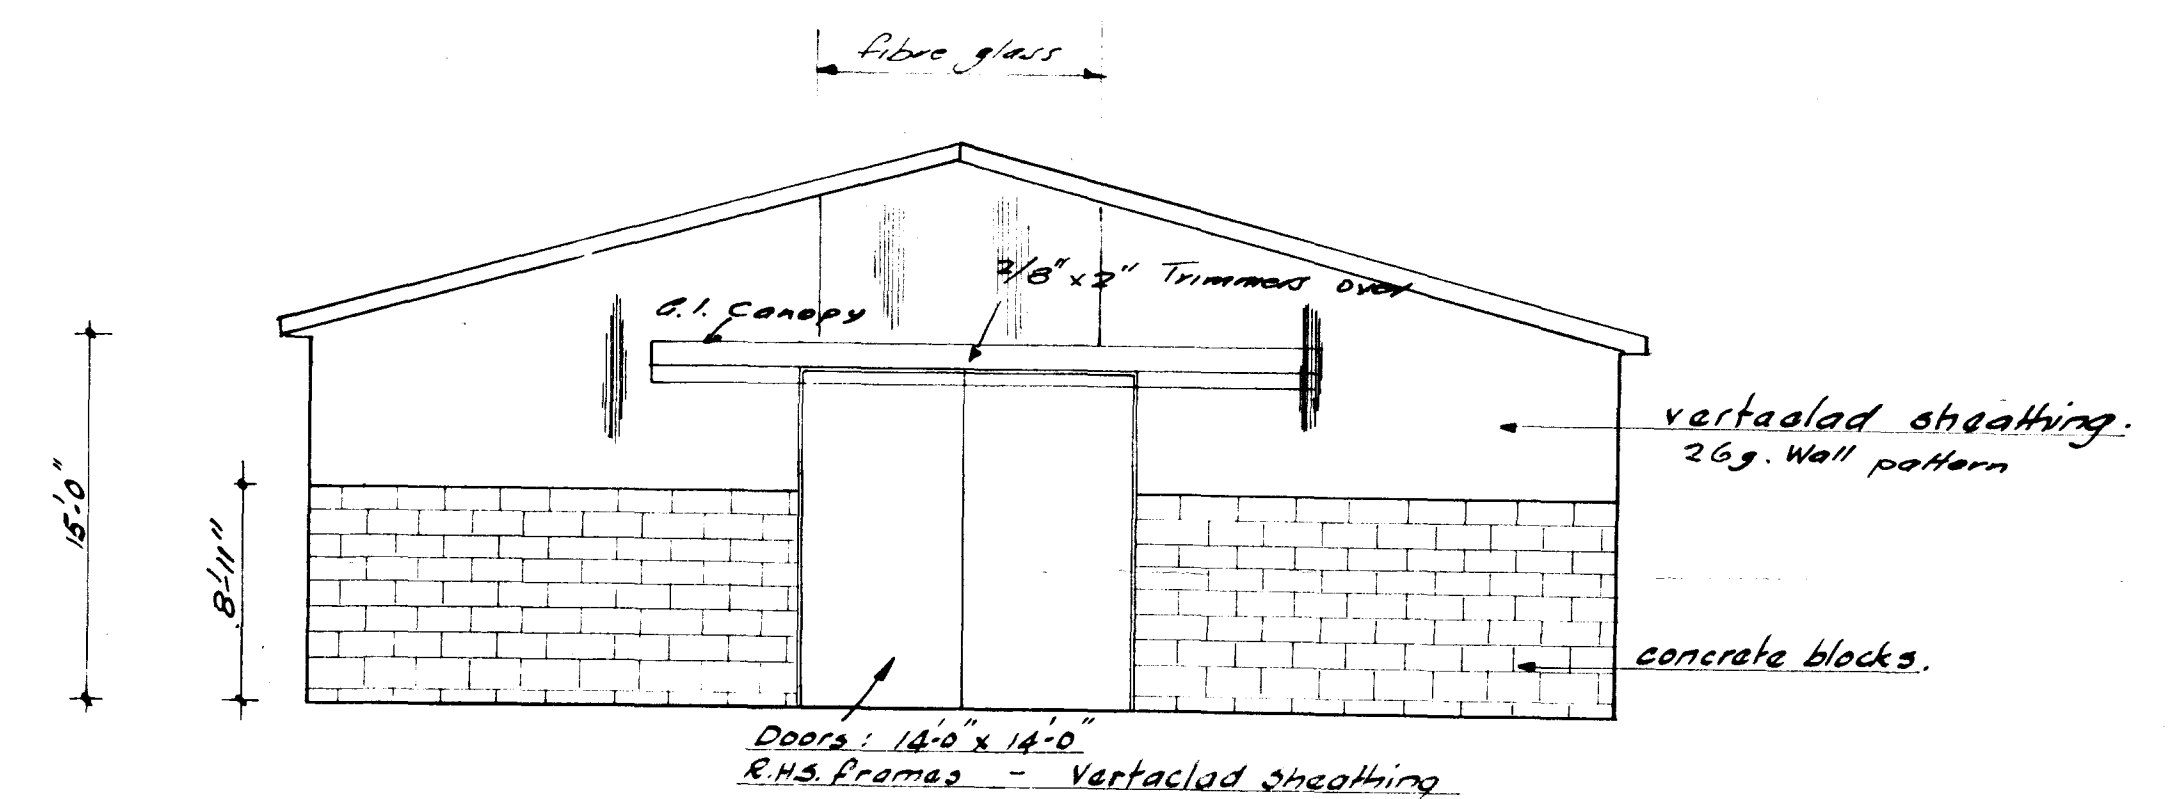 fibre glass
2/8" x 2" Trimmers over
G.I. Canopy
vertaclad sheathing.
26g. Wall pattern
15'-0"
8'-11"
concrete blocks.
Doors: 14'-0" x 14'-0"
R.H.S. frames - Vertaclad sheathing